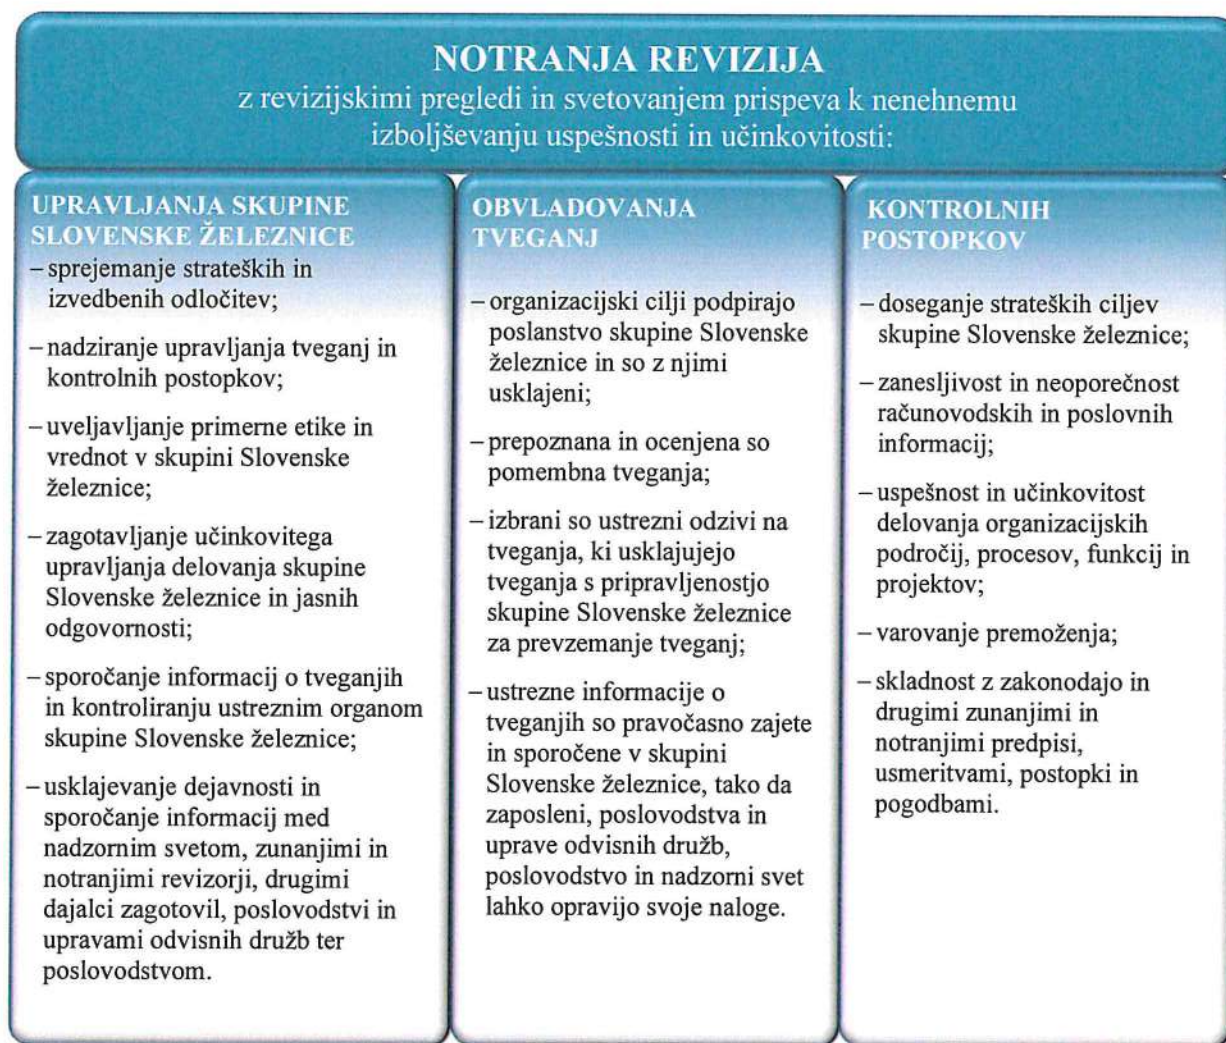 NOTRANJA REVIZIJA
z revizijskimi pregledi in svetovanjem prispeva k nenehnemu
izboljševanju uspešnosti in učinkovitosti:
UPRAVLJANJA SKUPINE
SLOVENSKE ŽELEZNICE
– sprejemanje strateških in
izvedbenih odločitev;
– nadziranje upravljanja tveganj in
kontrolnih postopkov;
– uveljavljanje primerne etike in
vrednot v skupini Slovenske
železnice;
– zagotavljanje učinkovitega
upravljanja delovanja skupine
Slovenske železnice in jasnih
odgovornosti;
– sporočanje informacij o tveganjih
in kontroliranju ustreznim organom
skupine Slovenske železnice;
– usklajevanje dejavnosti in
sporočanje informacij med
nadzornim svetom, zunanjimi in
notranjimi revizorji, drugimi
dajalci zagotovil, poslovodstvi in
upravami odvisnih družb ter
poslovodstvom.
OBVLADOVANJA
TVEGANJ
– organizacijski cilji podpirajo
poslanstvo skupine Slovenske
železnice in so z njimi
usklajeni;
– prepoznana in ocenjena so
pomembna tveganja;
– izbrani so ustrezni odzivi na
tveganja, ki usklajujejo
tveganja s pripravljenostjo
skupine Slovenske železnice
za prevzemanje tveganj;
– ustrezne informacije o
tveganjih so pravočasno zajete
in sporočene v skupini
Slovenske železnice, tako da
zaposleni, poslovodstva in
uprave odvisnih družb,
poslovodstvo in nadzorni svet
lahko opravijo svoje naloge.
KONTROLNIH
POSTOPKOV
– doseganje strateških ciljev
skupine Slovenske železnice;
– zanesljivost in neoporečnost
računovodskih in poslovnih
informacij;
– uspešnost in učinkovitost
delovanja organizacijskih
področij, procesov, funkcij in
projektov;
– varovanje premoženja;
– skladnost z zakonodajo in
drugimi zunanjimi in
notranjimi predpisi,
usmeritvami, postopki in
pogodbami.